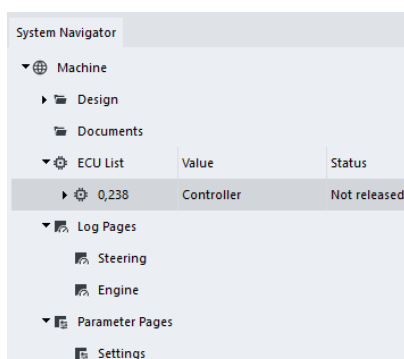 System Navigator
Machine
Design
Documents
ECU List Value Status
0,238 Controller Not released
Log Pages
Steering
Engine
Parameter Pages
Settings